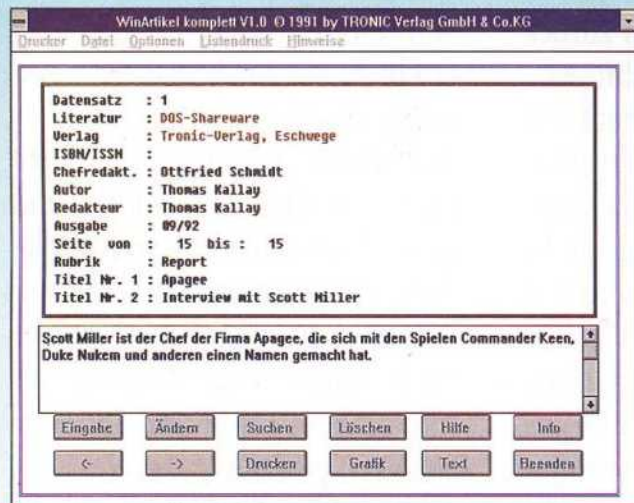 WinArtikel komplett V1.0 © 1991 by TRONIC Verlag GmbH & Co.KG
Drucker Datei Optionen Listendruck Hinweise
Datensatz : 1
Literatur : DOS-Shareware
Verlag : Tronic-Verlag, Eschwege
ISBN/ISSN :
Chefredakt. : Ottfried Schmidt
Autor : Thomas Kallay
Redakteur : Thomas Kallay
Ausgabe : 09/92
Seite von : 15 bis : 15
Rubrik : Report
Titel Nr. 1 : Apagee
Titel Nr. 2 : Interview mit Scott Miller
Scott Miller ist der Chef der Firma Apagee, die sich mit den Spielen Commander Keen,
Duke Nukem und anderen einen Namen gemacht hat.
Eingabe Ändern Suchen Löschen Hilfe Info
<- -> Drucken Grafik Text Beenden